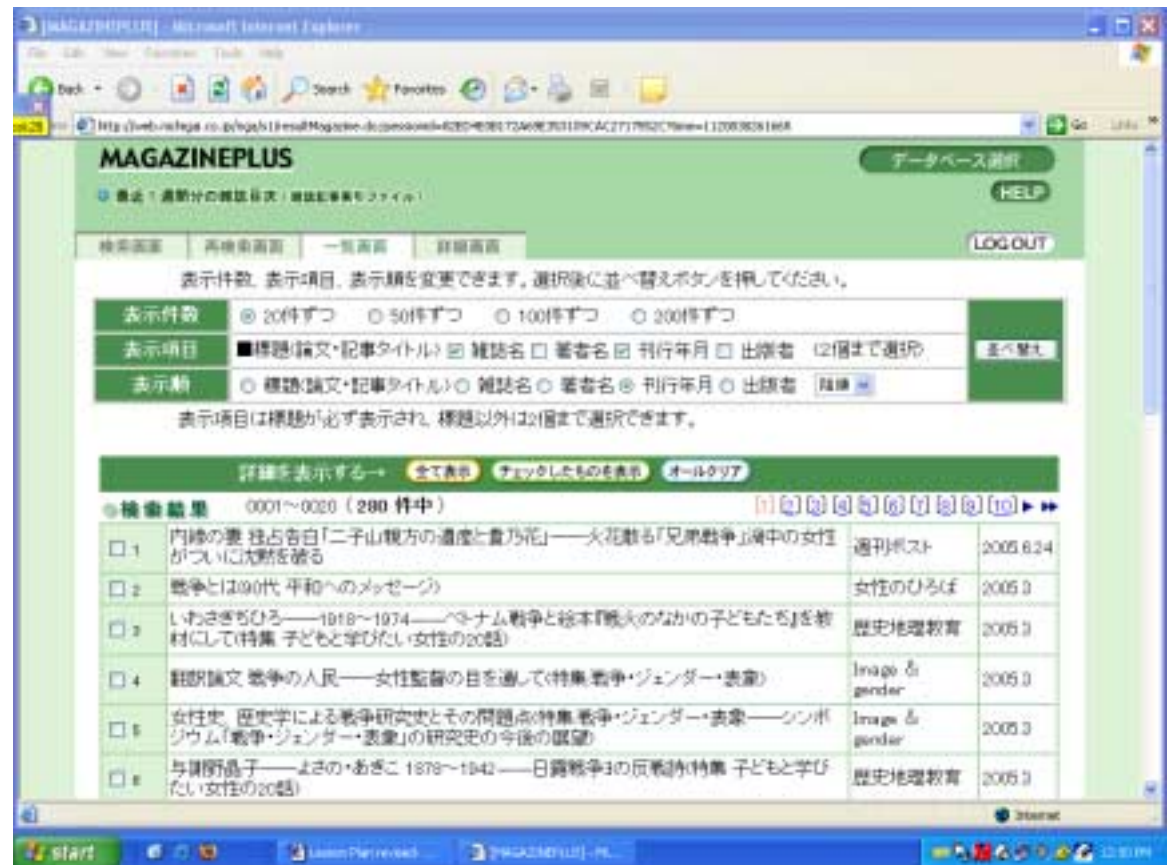 [MAGAZINEPLUS] - Microsoft Internet Explorer
File Edit View Favorites Tools Help
Back Search Favorites
Go Links
MAGAZINEPLUS
データベース選択
HELP
LOG OUT
検索画面 再検索画面 一覧画面 詳細画面
表示件数、表示項目、表示順を変更できます。選択後に並べ替えボタンを押してください。
表示件数 20件ずつ 50件ずつ 100件ずつ 200件ずつ
表示項目 ■標題(論文・記事タイトル) 雑誌名 著者名 刊行年月 出版者 (2個まで選択) 並べ替え
表示順 標題(論文・記事タイトル) 雑誌名 著者名 刊行年月 出版者
表示項目は標題が必ず表示され、標題以外は2個まで選択できます。
詳細を表示する→ 全て表示 チェックしたものを表示 オールクリア
検索結果 0001～0020 (280 件中) [1] [2] [3] [4] [5] [6] [7] [8] [9] [10]
1 内縁の妻 独占告白「二子山親方の遺産と貴乃花」――火花散る「兄弟戦争」渦中の女性がついに沈黙を破る 週刊ポスト 2005.6.24
2 戦争とは(90代 平和へのメッセージ) 女性のひろば 2005.3
3 いわさきちひろ――1918～1974――ベトナム戦争と絵本『戦火のなかの子どもたち』を教材にして(特集 子どもと学びたい女性の20話) 歴史地理教育 2005.3
4 翻訳論文 戦争の人民――女性監督の目を通して(特集 戦争・ジェンダー・表象) Image & gender 2005.3
5 女性史、歴史学による戦争研究史とその問題点(特集 戦争・ジェンダー・表象――シンポジウム「戦争・ジェンダー・表象」の研究史の今後の展望) Image & gender 2005.3
6 与謝野晶子――よさの・あきこ 1878～1942――日露戦争の反戦詩(特集 子どもと学びたい女性の20話) 歴史地理教育 2005.3
Internet
start